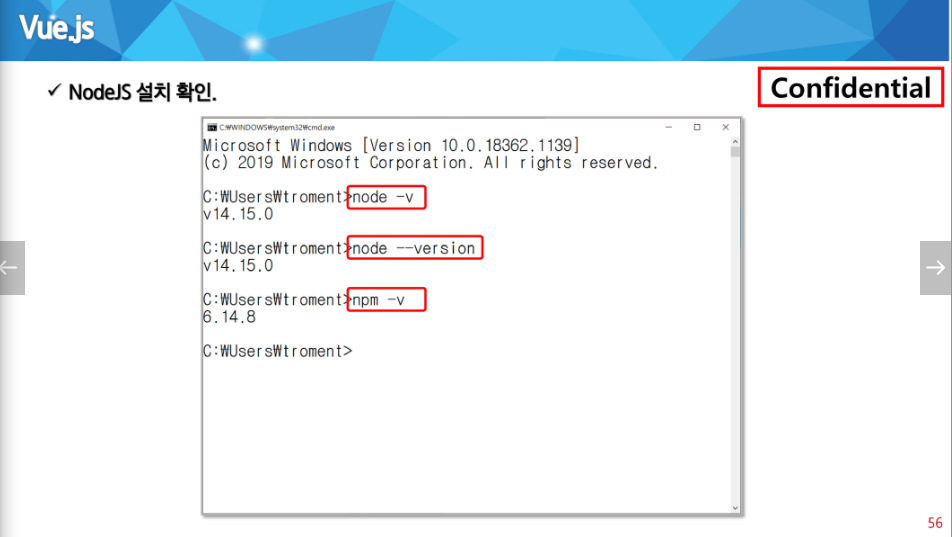 Vue.js
✓ NodeJS 설치 확인.
Confidential
C:₩WINDOWS₩system32₩cmd.exe
Microsoft Windows [Version 10.0.18362.1139]
(c) 2019 Microsoft Corporation. All rights reserved.
C:₩Users₩troment>node -v
v14.15.0
C:₩Users₩troment>node --version
v14.15.0
C:₩Users₩troment>npm -v
6.14.8
C:₩Users₩troment>
56